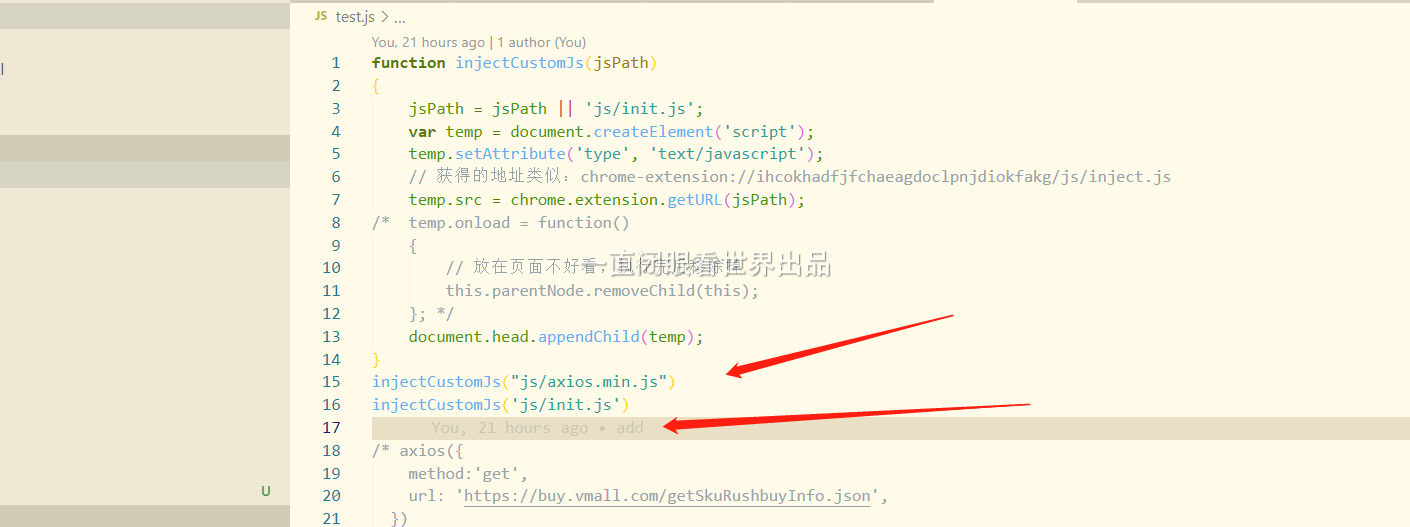 JS test.js > ...
You, 21 hours ago | 1 author (You)
1 function injectCustomJs(jsPath)
2 {
3 jsPath = jsPath || 'js/init.js';
4 var temp = document.createElement('script');
5 temp.setAttribute('type', 'text/javascript');
6 // 获得的地址类似：chrome-extension://ihcokhadfjfchaeagdoclpnjdiokfakg/js/inject.js
7 temp.src = chrome.extension.getURL(jsPath);
8 /* temp.onload = function()
9 {
10 // 放在页面不好看，
一直闭眼看世界出品
11 this.parentNode.removeChild(this);
12 }; */
13 document.head.appendChild(temp);
14 }
15 injectCustomJs("js/axios.min.js")
16 injectCustomJs('js/init.js')
17 You, 21 hours ago • add
18 /* axios({
19 method:'get',
U
20 url: 'https://buy.vmall.com/getSkuRushbuyInfo.json',
21 })